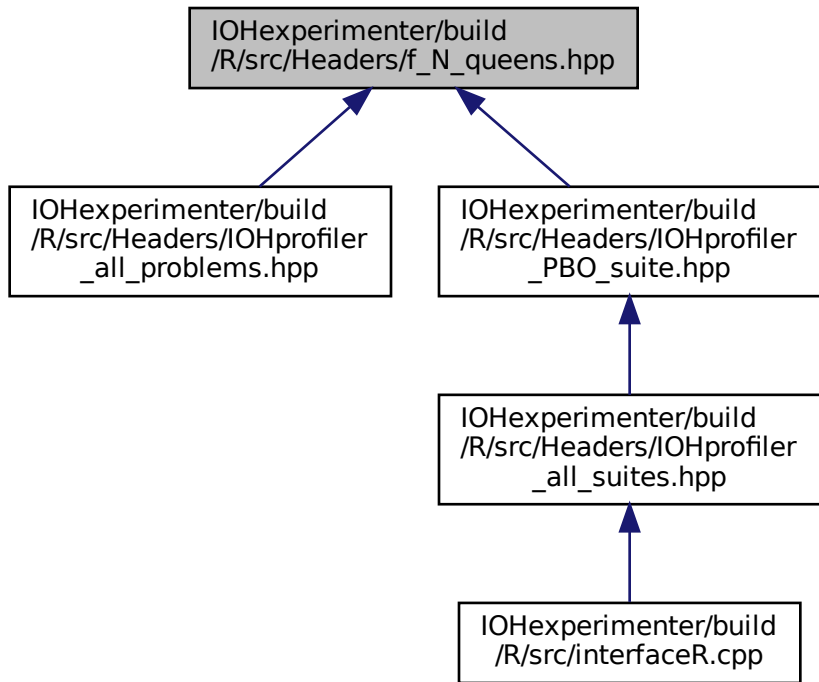 IOHexperimenter/build
/R/src/Headers/f_N_queens.hpp
IOHexperimenter/build
/R/src/Headers/IOHprofiler
_all_problems.hpp
IOHexperimenter/build
/R/src/Headers/IOHprofiler
_PBO_suite.hpp
IOHexperimenter/build
/R/src/Headers/IOHprofiler
_all_suites.hpp
IOHexperimenter/build
/R/src/interfaceR.cpp